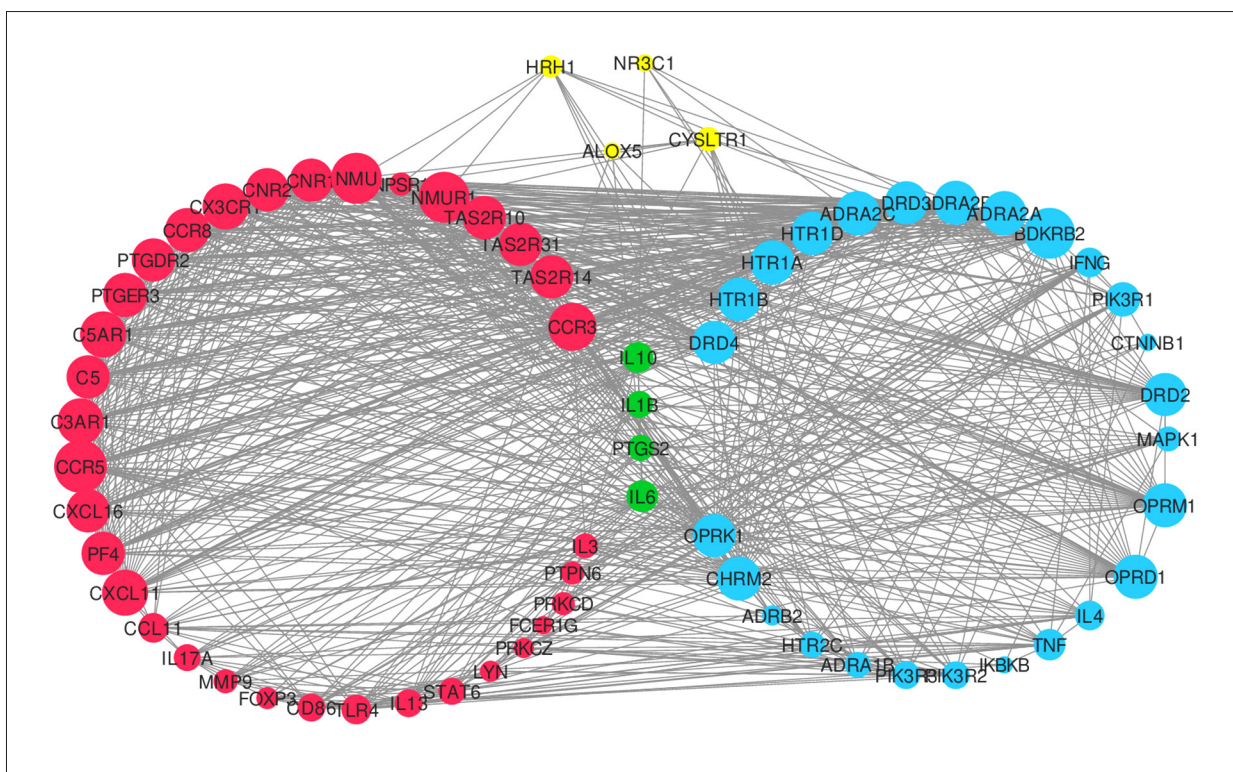 HRH1
NR3C1
ALOX5
CYSLTR1
NMU
CNR1
NPSR1
CNR2
NMUR1
CX3CR1
TAS2R10
CCR8
TAS2R31
PTGDR2
TAS2R14
PTGER3
CCR3
C5AR1
C5
C3AR1
CCR5
CXCL16
PF4
CXCL11
CCL11
IL17A
MMP9
FOXP3
CD86
TLR4
IL13
STAT6
LYN
PRKCZ
FCER1G
PRKCD
PTPN6
IL3
IL10
IL1B
PTGS2
IL6
DRD3
ADRA2C
ADRA2A
HTR1D
BDKRB2
HTR1A
IFNG
HTR1B
PIK3R1
DRD4
CTNNB1
DRD2
MAPK1
OPRM1
OPRK1
CHRM2
OPRD1
ADRB2
IL4
HTR2C
TNF
PIK3R2
IKBKB